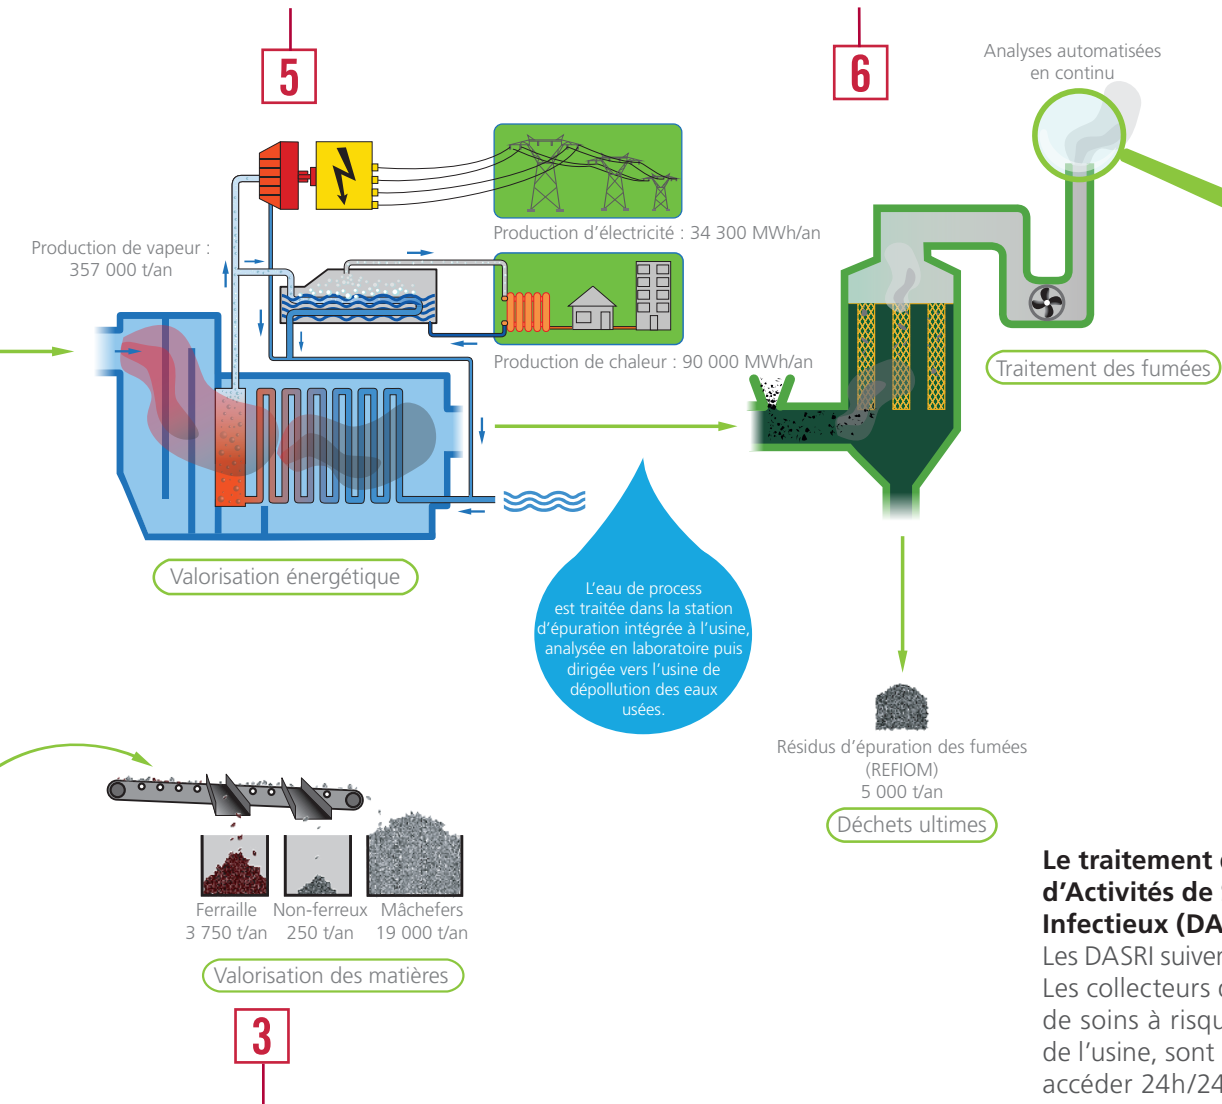 5
6
Analyses automatisées
en continu
Production de vapeur :
357 000 t/an
Production d’électricité : 34 300 MWh/an
Production de chaleur : 90 000 MWh/an
Traitement des fumées
Valorisation énergétique
L’eau de process
est traitée dans la station
d’épuration intégrée à l’usine,
analysée en laboratoire puis
dirigée vers l’usine de
dépollution des eaux
usées.
Résidus d’épuration des fumées
(REFIOM)
5 000 t/an
Déchets ultimes
Ferraille
3 750 t/an
Non-ferreux
250 t/an
Mâchefers
19 000 t/an
Valorisation des matières
3
Le traitement
d’Activités de
Infectieux (DA
Les DASRI suiver
Les collecteurs
de soins à risqu
de l’usine, sont
accéder 24h/24